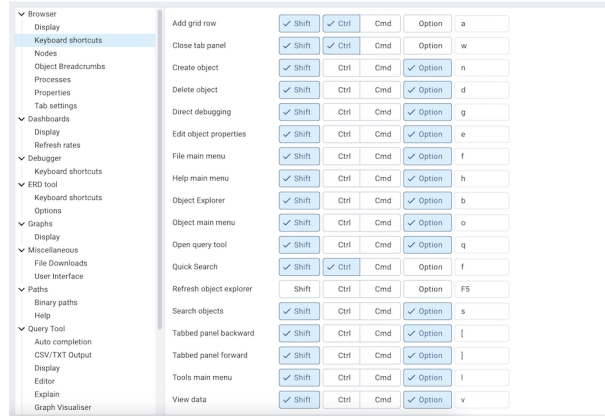 Browser
Display
Keyboard shortcuts
Nodes
Object Breadcrumbs
Processes
Properties
Tab settings
Dashboards
Display
Refresh rates
Debugger
Keyboard shortcuts
ERD tool
Keyboard shortcuts
Options
Graphs
Display
Miscellaneous
File Downloads
User Interface
Paths
Binary paths
Help
Query Tool
Auto completion
CSV/TXT Output
Display
Editor
Explain
Graph Visualiser
Add grid row Shift Ctrl Cmd Option a
Close tab panel Shift Ctrl Cmd Option w
Create object Shift Ctrl Cmd Option n
Delete object Shift Ctrl Cmd Option d
Direct debugging Shift Ctrl Cmd Option g
Edit object properties Shift Ctrl Cmd Option e
File main menu Shift Ctrl Cmd Option f
Help main menu Shift Ctrl Cmd Option h
Object Explorer Shift Ctrl Cmd Option b
Object main menu Shift Ctrl Cmd Option o
Open query tool Shift Ctrl Cmd Option q
Quick Search Shift Ctrl Cmd Option f
Refresh object explorer Shift Ctrl Cmd Option F5
Search objects Shift Ctrl Cmd Option s
Tabbed panel backward Shift Ctrl Cmd Option [
Tabbed panel forward Shift Ctrl Cmd Option ]
Tools main menu Shift Ctrl Cmd Option l
View data Shift Ctrl Cmd Option v